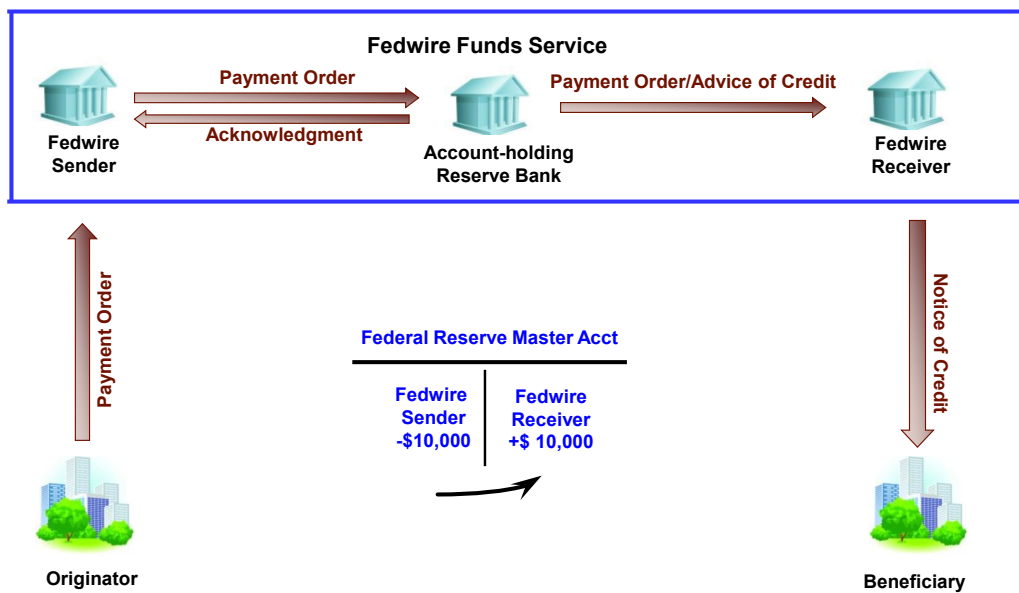 Fedwire Funds Service
Payment Order
Payment Order/Advice of Credit
Acknowledgment
Fedwire
Sender
Account-holding
Reserve Bank
Fedwire
Receiver
Payment Order
Notice of Credit
Federal Reserve Master Acct
Fedwire
Sender
-$10,000
Fedwire
Receiver
+$ 10,000
Originator
Beneficiary